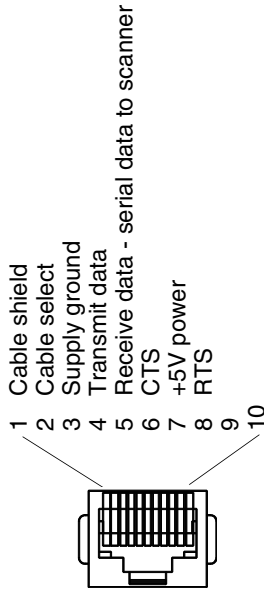 1 Cable shield
2 Cable select
3 Supply ground
4 Transmit data
5 Receive data - serial data to scanner
6 CTS
7 +5V power
8 RTS
9
10